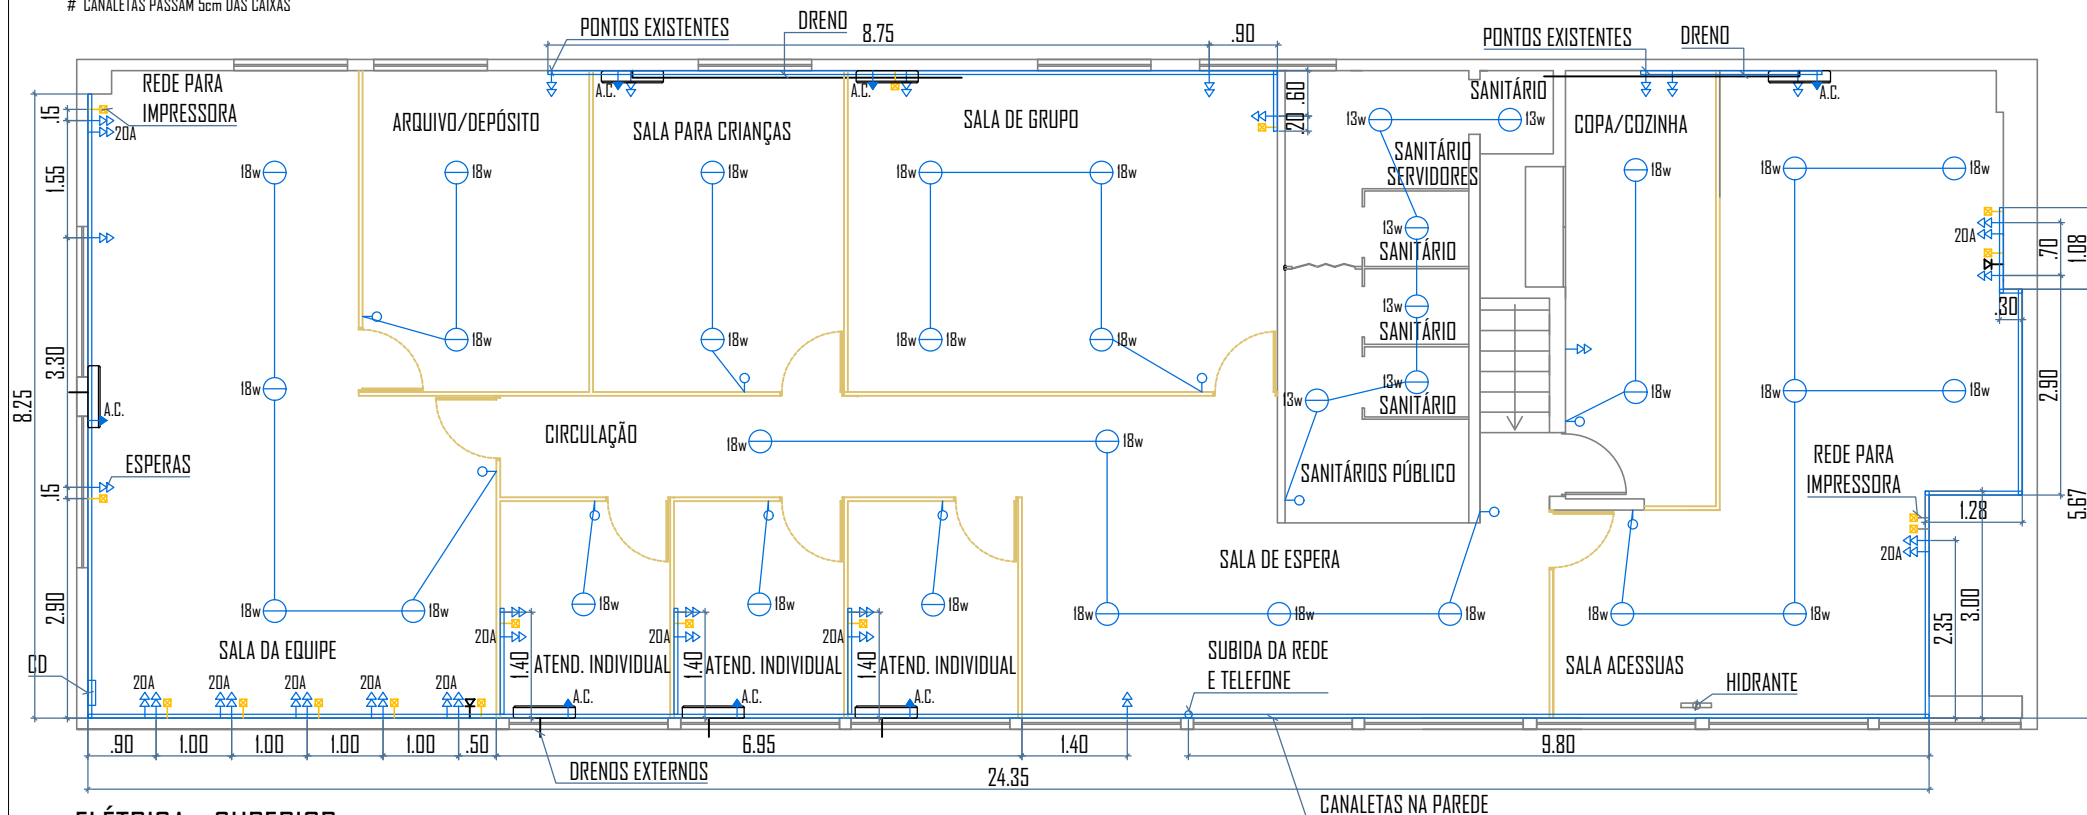 # CANALETAS PASSAM 5cm DAS CAIXAS
PONTOS EXISTENTES
DRENO
8.75
.90
PONTOS EXISTENTES
DRENO
REDE PARA
IMPRESSORA
.15
20A
1.55
ARQUIVO/DEPÓSITO
A.C.
SALA PARA CRIANÇAS
A.C.
SALA DE GRUPO
.60
.20
SANITÁRIO
13w
13w
SANITÁRIO
SERVIDORES
COPA/COZINHA
A.C.
18w
18w
18w
18w
18w
18w
18w
18w
13w
SANITÁRIO
20A
.70
1.08
.30
13w
SANITÁRIO
18w
18w
18w
18w
18w
18w
3.30
8.25
18w
A.C.
13w
13w
SANITÁRIO
18w
18w
18w
2.90
CIRCULAÇÃO
18w
18w
SANITÁRIOS PÚBLICO
REDE PARA
IMPRESSORA
ESPERAS
.15
1.28
5.67
20A
SALA DE ESPERA
2.90
18w
18w
18w
18w
18w
18w
18w
18w
18w
18w
2.35
3.00
SALA DA EQUIPE
20A
20A
20A
1.40
1.40
1.40
ATEND. INDIVIDUAL
ATEND. INDIVIDUAL
ATEND. INDIVIDUAL
SUBIDA DA REDE
E TELEFONE
SALA ACESSUAS
HIDRANTE
CD
20A
20A
20A
20A
20A
A.C.
A.C.
A.C.
.90
1.00
1.00
1.00
1.00
.50
6.95
1.40
9.80
DRENOS EXTERNOS
24.35
CANALETAS NA PAREDE
ELÉTRICA - SUPERIOR